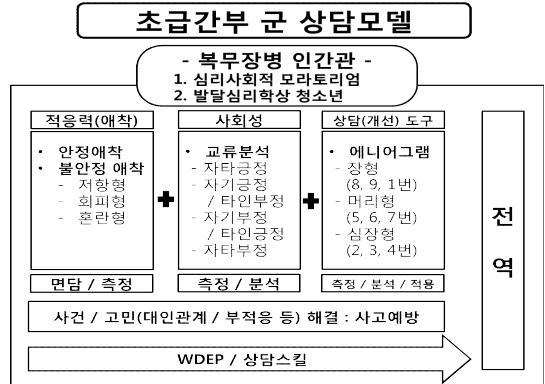 초급간부 군 상담모델
- 복무장병 인간관 -
1. 심리사회적 모라토리엄
2. 발달심리학상 청소년
적응력(애착)
• 안정애착
• 불안정 애착
- 저항형
- 회피형
- 혼란형
면담 / 측정
사회성
• 교류분석
- 자타긍정
- 자기긍정
/ 타인부정
- 자기부정
/ 타인긍정
- 자타부정
측정 / 분석
상담(개선) 도구
• 에니어그램
- 장형
(8, 9, 1번)
- 머리형
(5, 6, 7번)
- 심장형
(2, 3, 4번)
측정 / 분석 / 적용
전
역
사건 / 고민(대인관계 / 부적응 등) 해결 : 사고예방
WDEP / 상담스킬